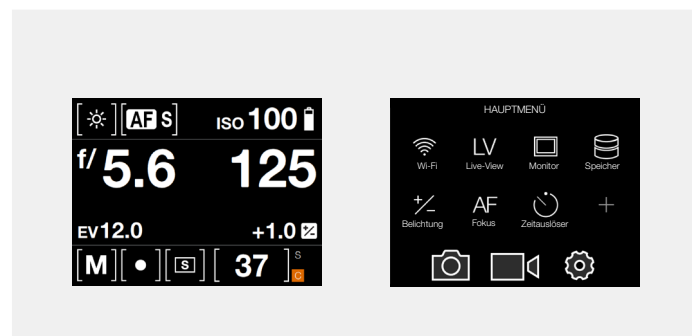 AF S
ISO 100
f/5.6 125
EV12.0 +1.0
M S 37 S
C
HAUPTMENÜ
LV
Wi-Fi Live-View Monitor Speicher
AF
Belichtung Fokus Zeitauslöser